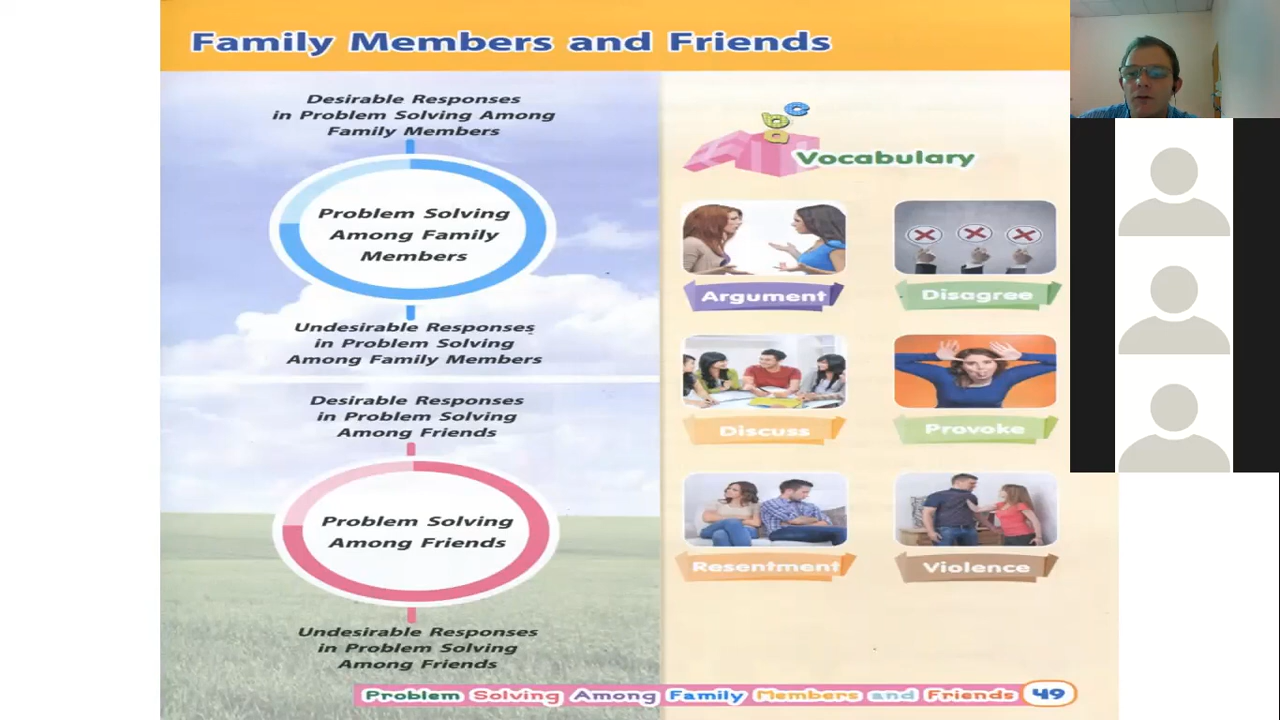 Family Members and Friends
Desirable Responses
in Problem Solving Among
Family Members
Problem Solving
Among Family
Members
Undesirable Responses
in Problem Solving
Among Family Members
Desirable Responses
in Problem Solving
Among Friends
Problem Solving
Among Friends
Undesirable Responses
in Problem Solving
Among Friends
abc
Vocabulary
Argument
Disagree
Discuss
Provoke
Resentment
Violence
Problem Solving Among Family Members and Friends 49